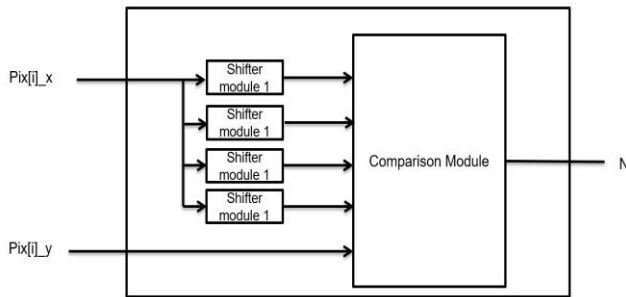 Pix[i]_x
Shifter
module 1
Shifter
module 1
Shifter
module 1
Shifter
module 1
Comparison Module
N
Pix[i]_y